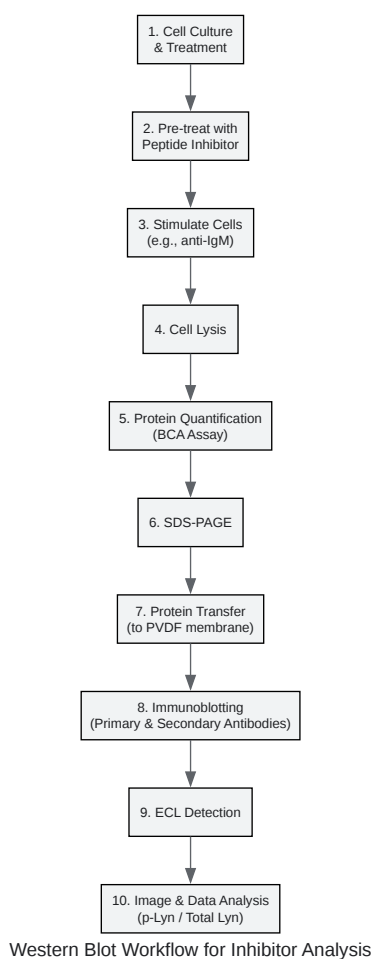 1. Cell Culture
& Treatment
2. Pre-treat with
Peptide Inhibitor
3. Stimulate Cells
(e.g., anti-IgM)
4. Cell Lysis
5. Protein Quantification
(BCA Assay)
6. SDS-PAGE
7. Protein Transfer
(to PVDF membrane)
8. Immunoblotting
(Primary & Secondary Antibodies)
9. ECL Detection
10. Image & Data Analysis
(p-Lyn / Total Lyn)
Western Blot Workflow for Inhibitor Analysis